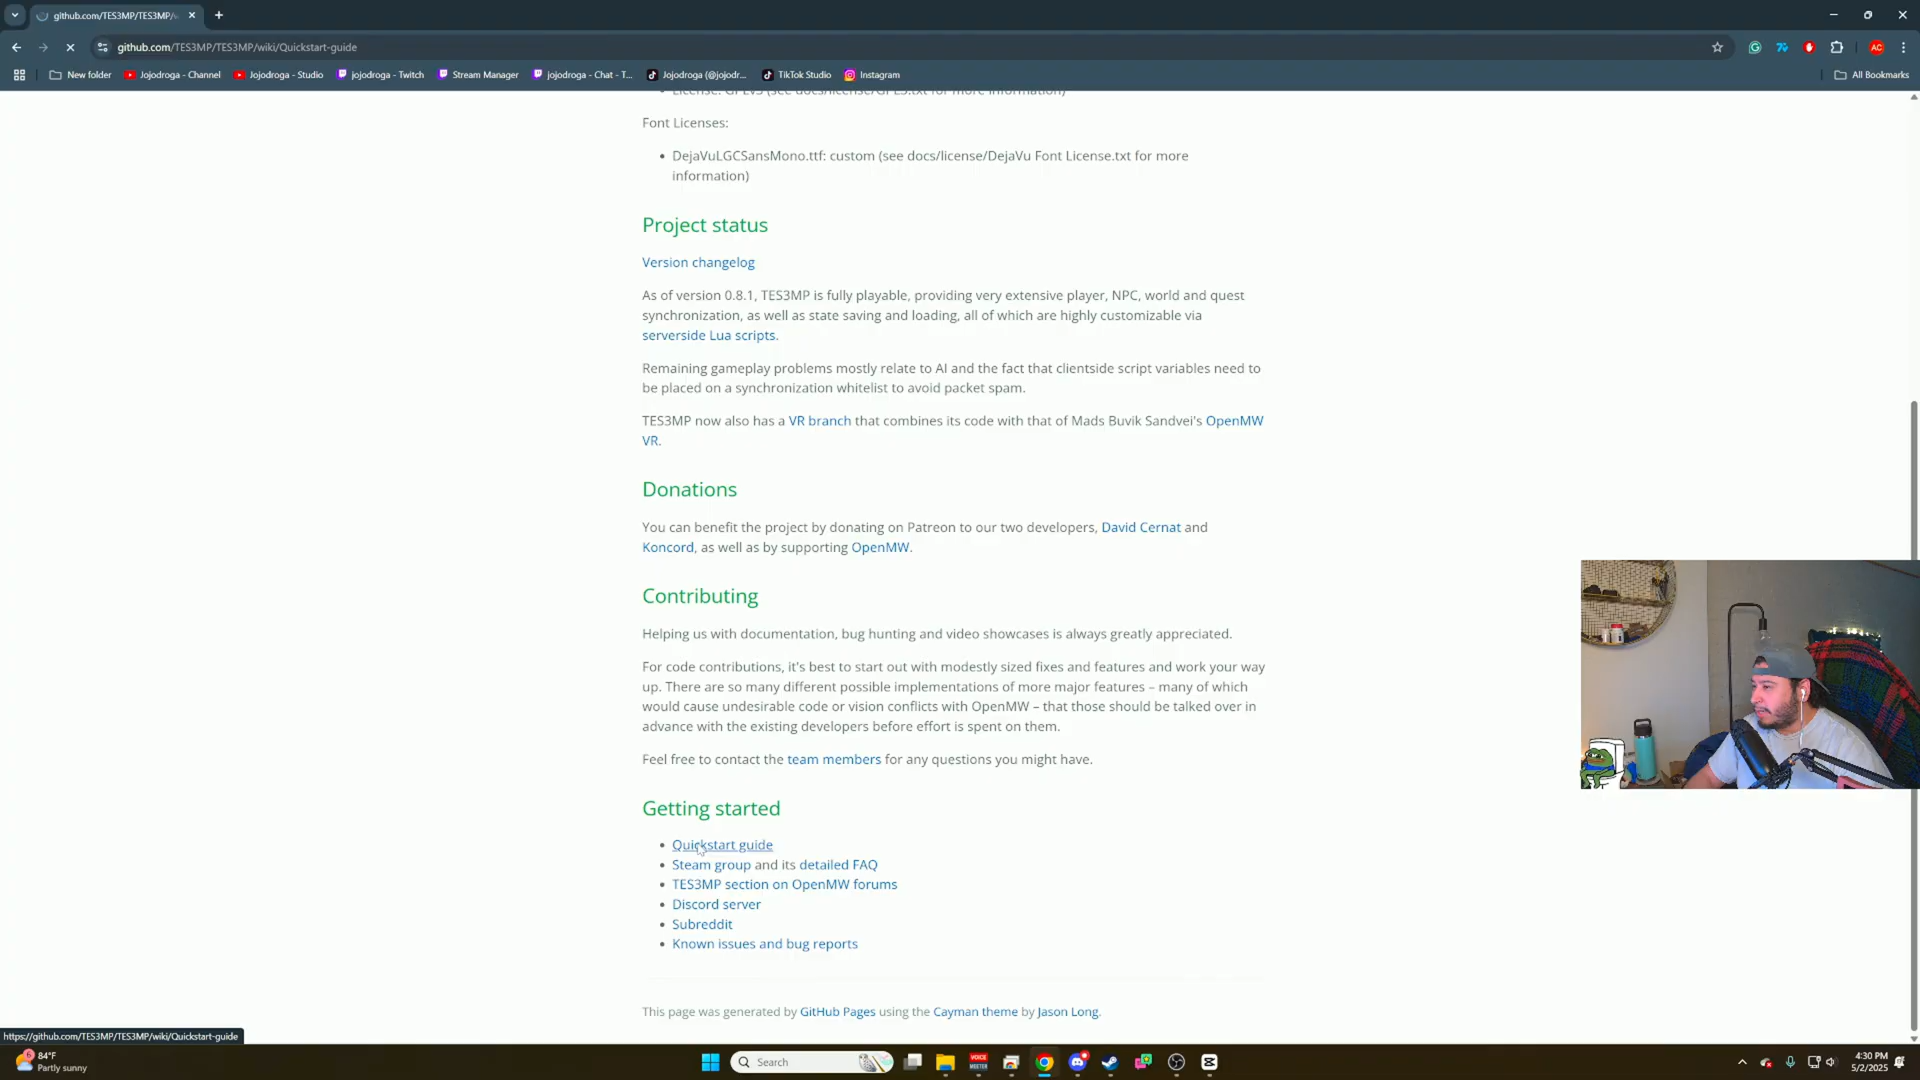 github.com/TES3MP/TES3MP/w
github.com/TES3MP/TES3MP/wiki/Quickstart-guide
AC
New folder
Jojodroga - Channel
Jojodroga - Studio
jojodroga - Twitch
Stream Manager
jojodroga - Chat - T...
Jojodroga (@jojodr...
TikTok Studio
Instagram
All Bookmarks
License: GPLv3 (see docs/license/GPL3.txt for more information)
Font Licenses:
DejaVuLGCSansMono.ttf: custom (see docs/license/DejaVu Font License.txt for more
information)
Project status
Version changelog
As of version 0.8.1, TES3MP is fully playable, providing very extensive player, NPC, world and quest
synchronization, as well as state saving and loading, all of which are highly customizable via
serverside Lua scripts.
Remaining gameplay problems mostly relate to AI and the fact that clientside script variables need to
be placed on a synchronization whitelist to avoid packet spam.
TES3MP now also has a VR branch that combines its code with that of Mads Buvik Sandvei's OpenMW
VR.
Donations
You can benefit the project by donating on Patreon to our two developers, David Cernat and
Koncord, as well as by supporting OpenMW.
Contributing
Helping us with documentation, bug hunting and video showcases is always greatly appreciated.
For code contributions, it's best to start out with modestly sized fixes and features and work your way
up. There are so many different possible implementations of more major features – many of which
would cause undesirable code or vision conflicts with OpenMW – that those should be talked over in
advance with the existing developers before effort is spent on them.
Feel free to contact the team members for any questions you might have.
Getting started
Quickstart guide
Steam group and its detailed FAQ
TES3MP section on OpenMW forums
Discord server
Subreddit
Known issues and bug reports
This page was generated by GitHub Pages using the Cayman theme by Jason Long.
https://github.com/TES3MP/TES3MP/wiki/Quickstart-guide
84°F
Partly sunny
Search
VOICE
MEETER
4:30 PM
5/2/2025